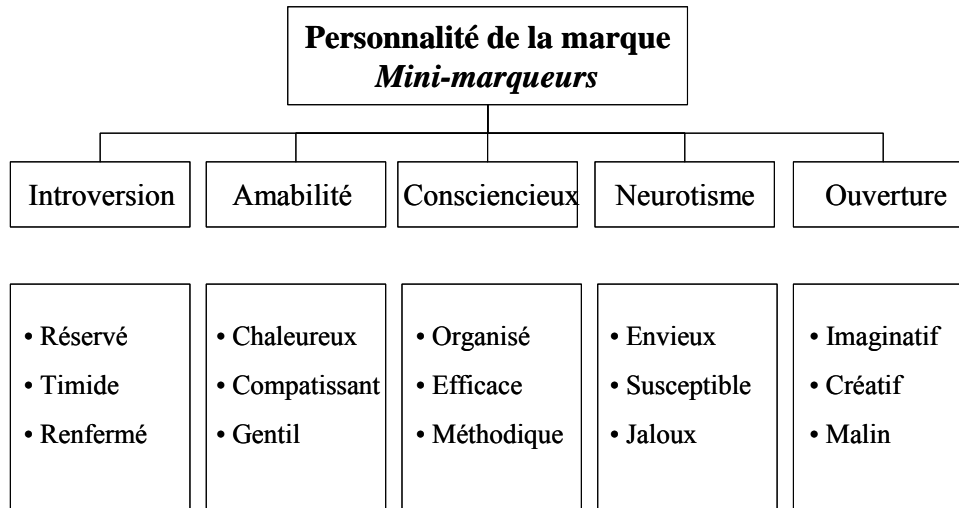 Personnalité de la marque
Mini-marqueurs
Introversion
Amabilité
Consciencieux
Neurotisme
Ouverture
• Réservé
• Timide
• Renfermé
• Chaleureux
• Compatissant
• Gentil
• Organisé
• Efficace
• Méthodique
• Envieux
• Susceptible
• Jaloux
• Imaginatif
• Créatif
• Malin